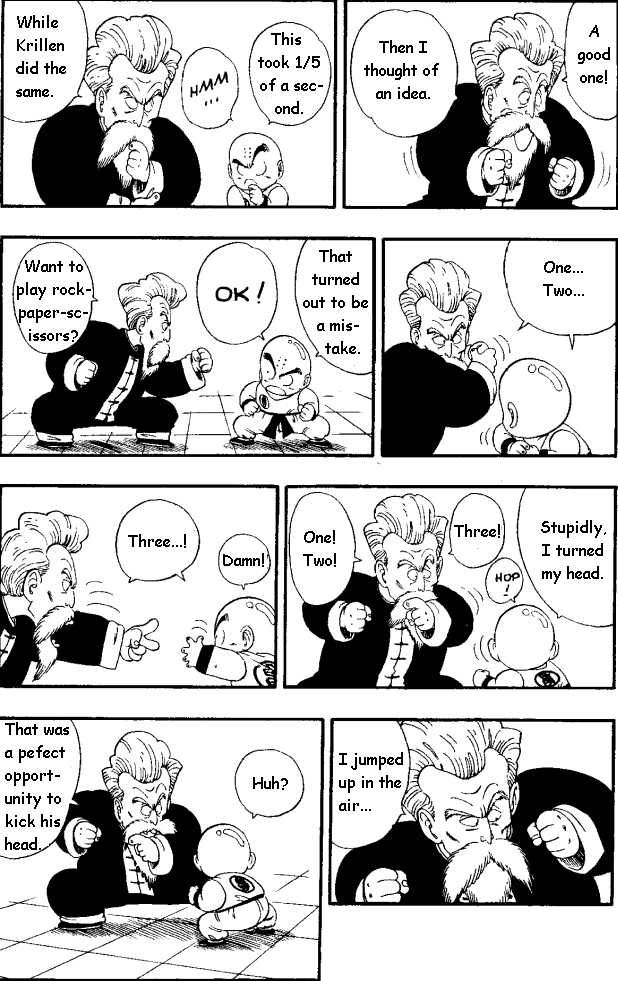 While
Krillen
did the
same.
HMM
...
This
took 1/5
of a sec-
ond.
Then I
thought of
an idea.
A
good
one!
Want to
play rock-
paper-sc-
issors?
OK!
That
turned
out to be
a mis-
take.
One...
Two...
Three...!
Damn!
One!
Two!
Three!
HOP
!
Stupidly,
I turned
my head.
That was
a pefect
opport-
unity to
kick his
head.
Huh?
I jumped
up in the
air...